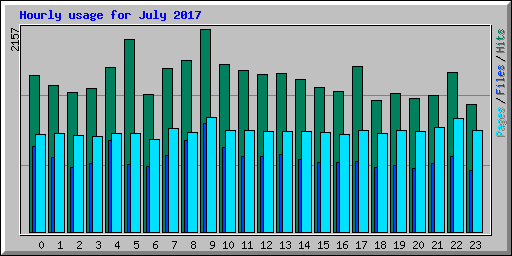 Hourly usage for July 2017
2157
Pages / Files / Hits
0 1 2 3 4 5 6 7 8 9 10 11 12 13 14 15 16 17 18 19 20 21 22 23